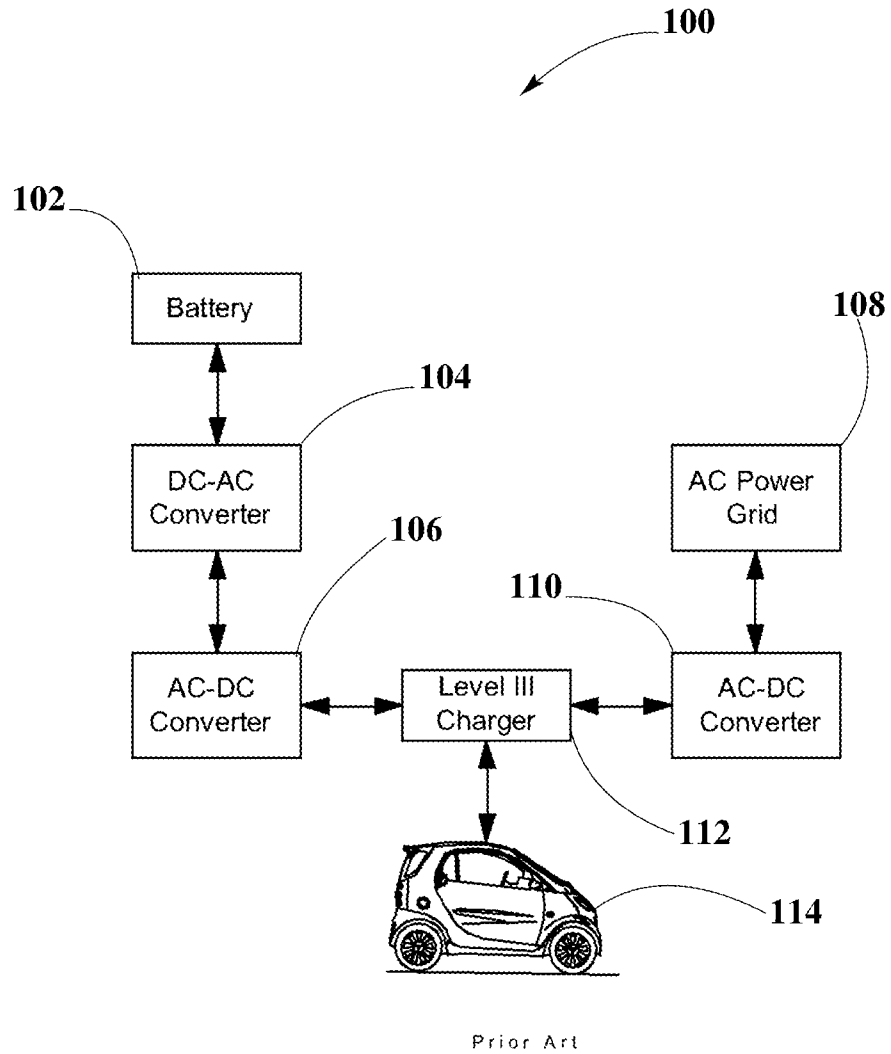 100
102
Battery
108
104
DC-AC
Converter
AC Power
Grid
106
110
AC-DC
Converter
Level III
Charger
AC-DC
Converter
112
114
Prior Art